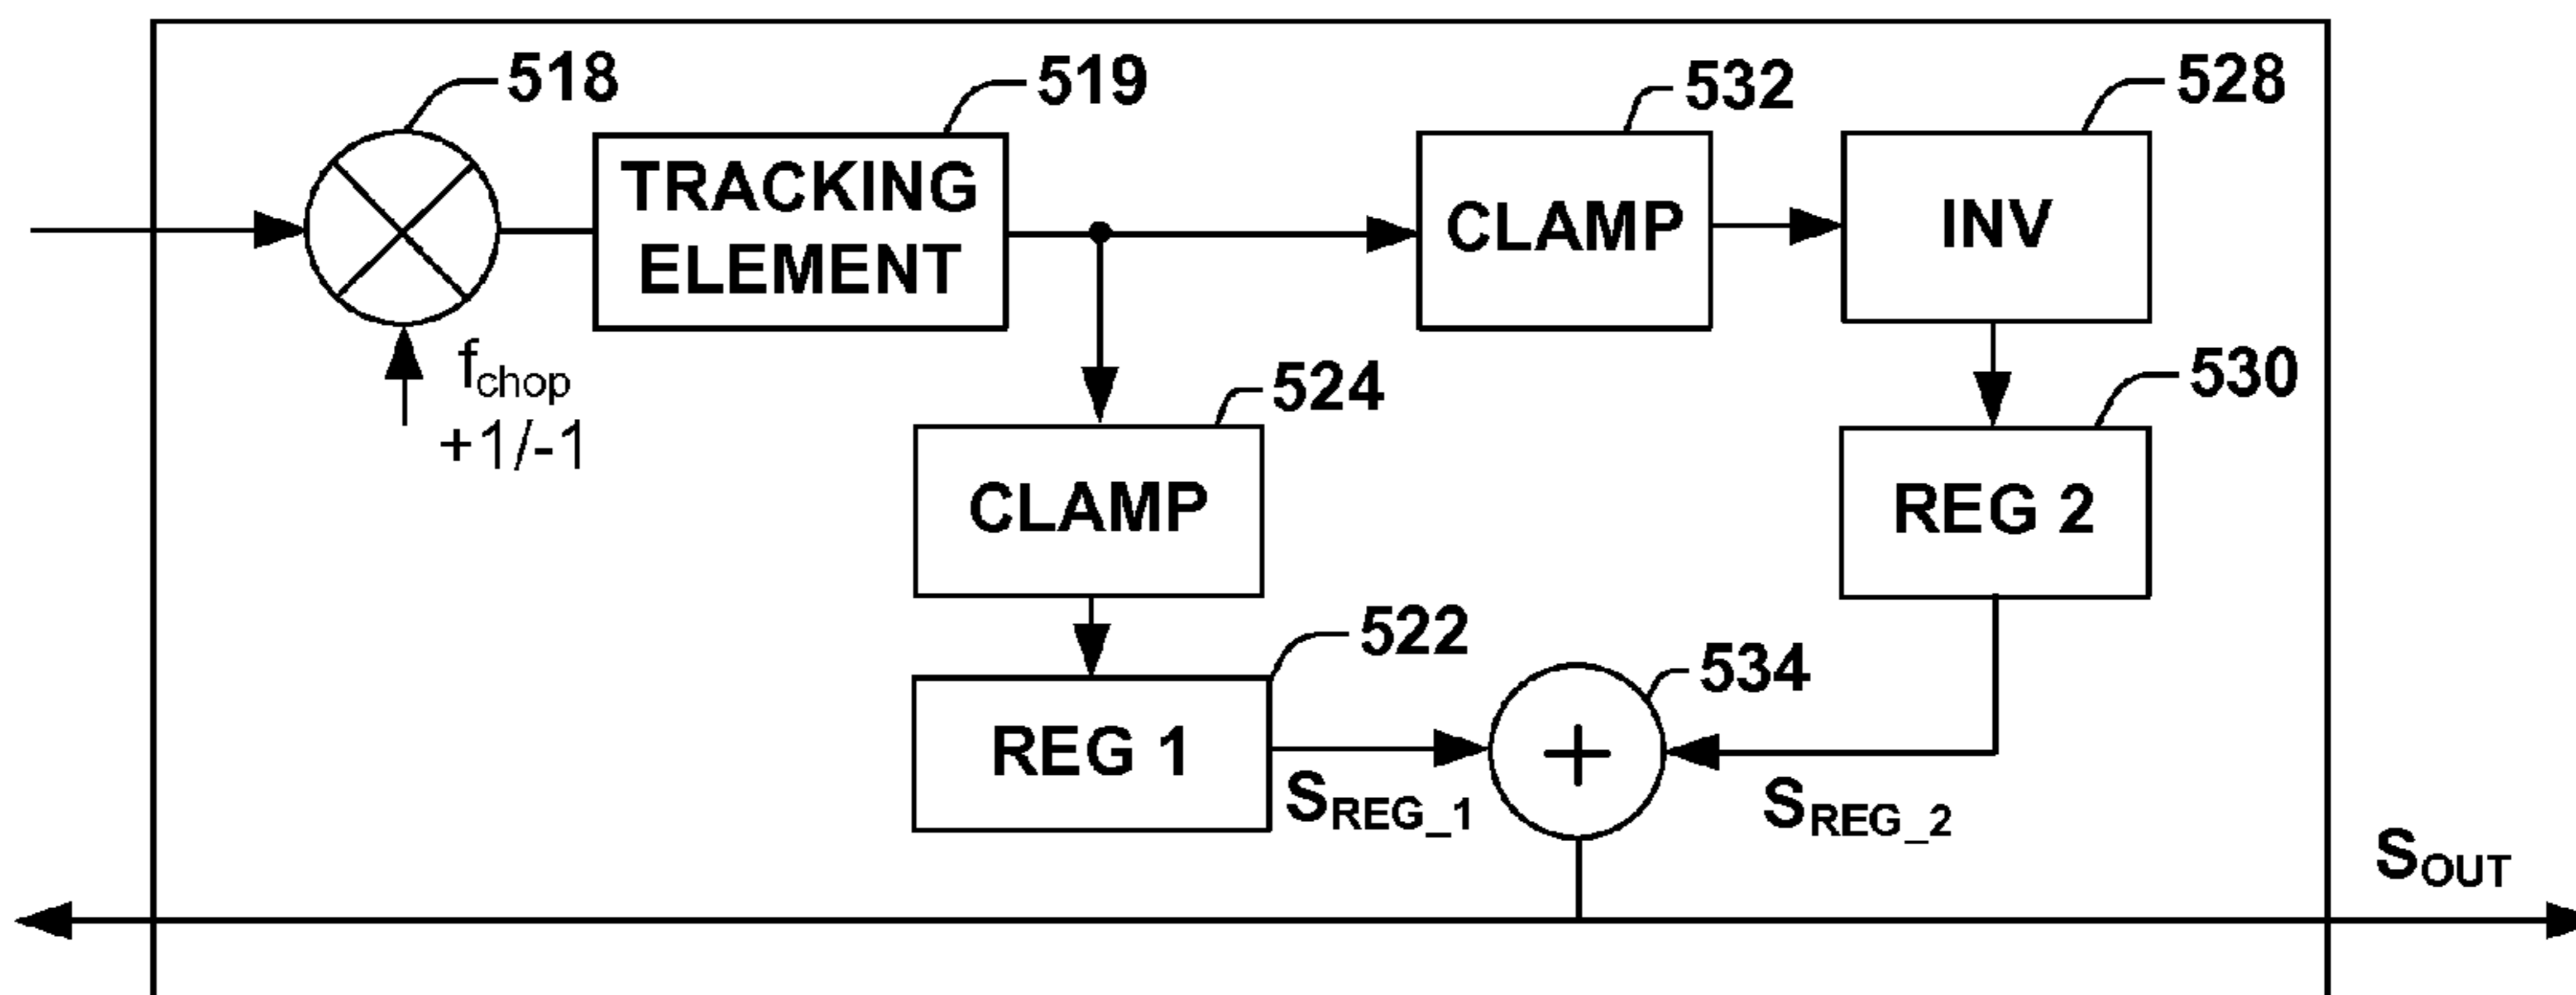 518
519
532
528
TRACKING
ELEMENT
CLAMP
INV
fchop
+1/-1
524
530
CLAMP
REG 2
522
534
REG 1
SREG_1
SREG_2
SOUT